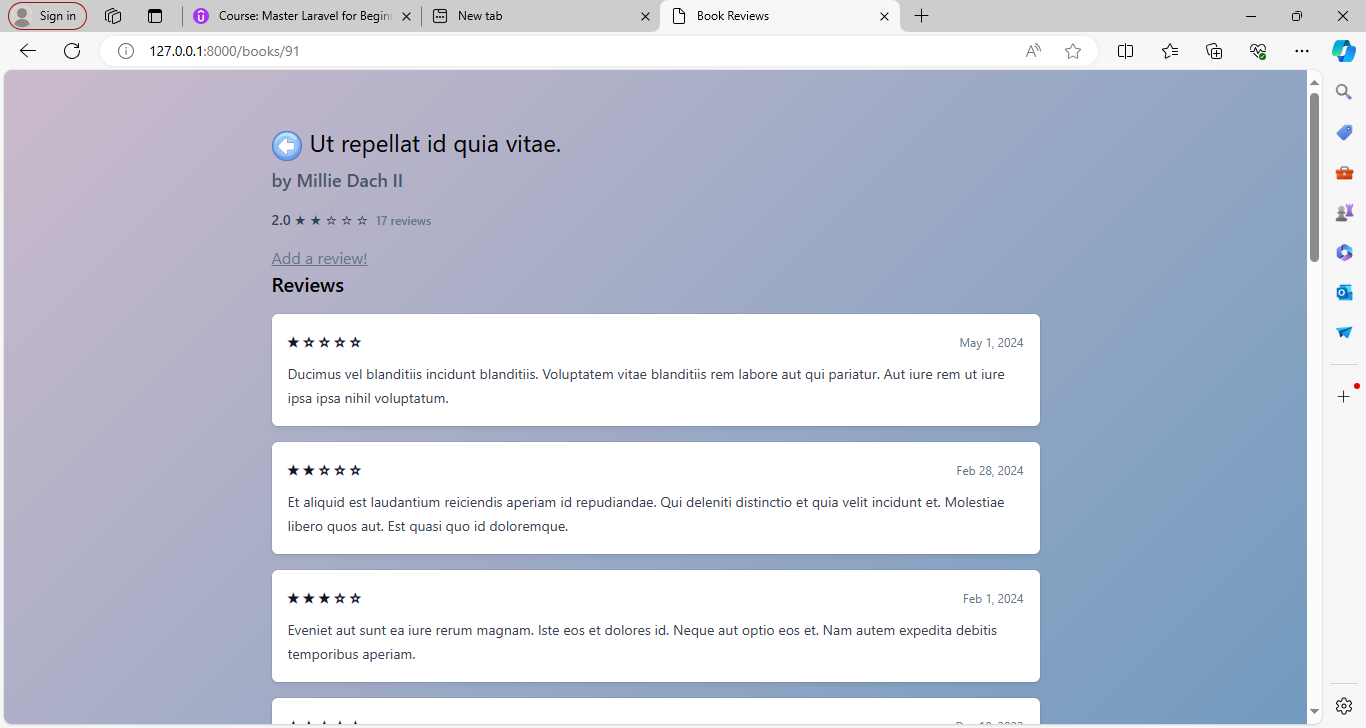 Sign in
Course: Master Laravel for Begin
New tab
Book Reviews
127.0.0.1:8000/books/91
Ut repellat id quia vitae.
by Millie Dach II
2.0 ★ ★ ☆ ☆ ☆ 17 reviews
Add a review!
Reviews
★ ☆ ☆ ☆ ☆ May 1, 2024
Ducimus vel blanditiis incidunt blanditiis. Voluptatem vitae blanditiis rem labore aut qui pariatur. Aut iure rem ut iure
ipsa ipsa nihil voluptatum.
★ ★ ☆ ☆ ☆ Feb 28, 2024
Et aliquid est laudantium reiciendis aperiam id repudiandae. Qui deleniti distinctio et quia velit incidunt et. Molestiae
libero quos aut. Est quasi quo id doloremque.
★ ★ ★ ☆ ☆ Feb 1, 2024
Eveniet aut sunt ea iure rerum magnam. Iste eos et dolores id. Neque aut optio eos et. Nam autem expedita debitis
temporibus aperiam.